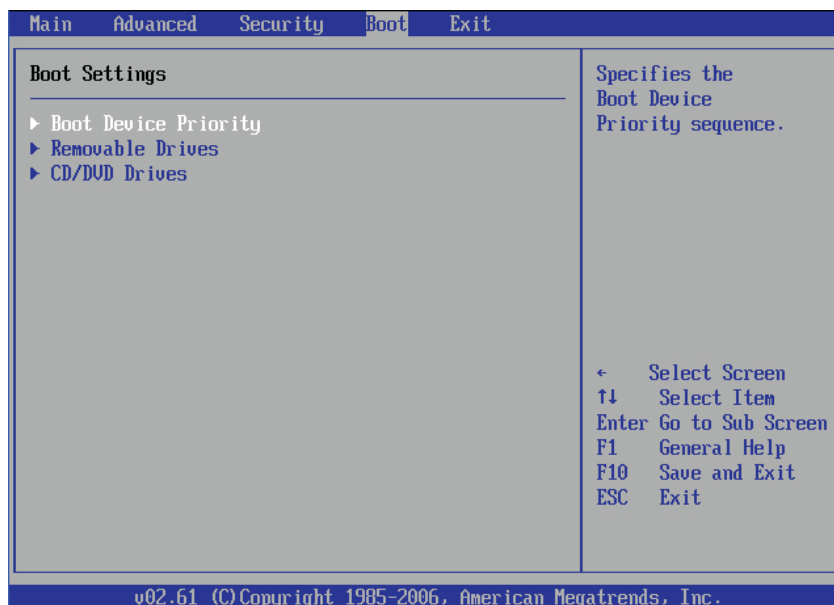 Main Advanced Security Boot Exit
Boot Settings
Boot Device Priority
Removable Drives
CD/DVD Drives
Specifies the
Boot Device
Priority sequence.
← Select Screen
↑↓ Select Item
Enter Go to Sub Screen
F1 General Help
F10 Save and Exit
ESC Exit
v02.61 (C)Copyright 1985-2006, American Megatrends, Inc.